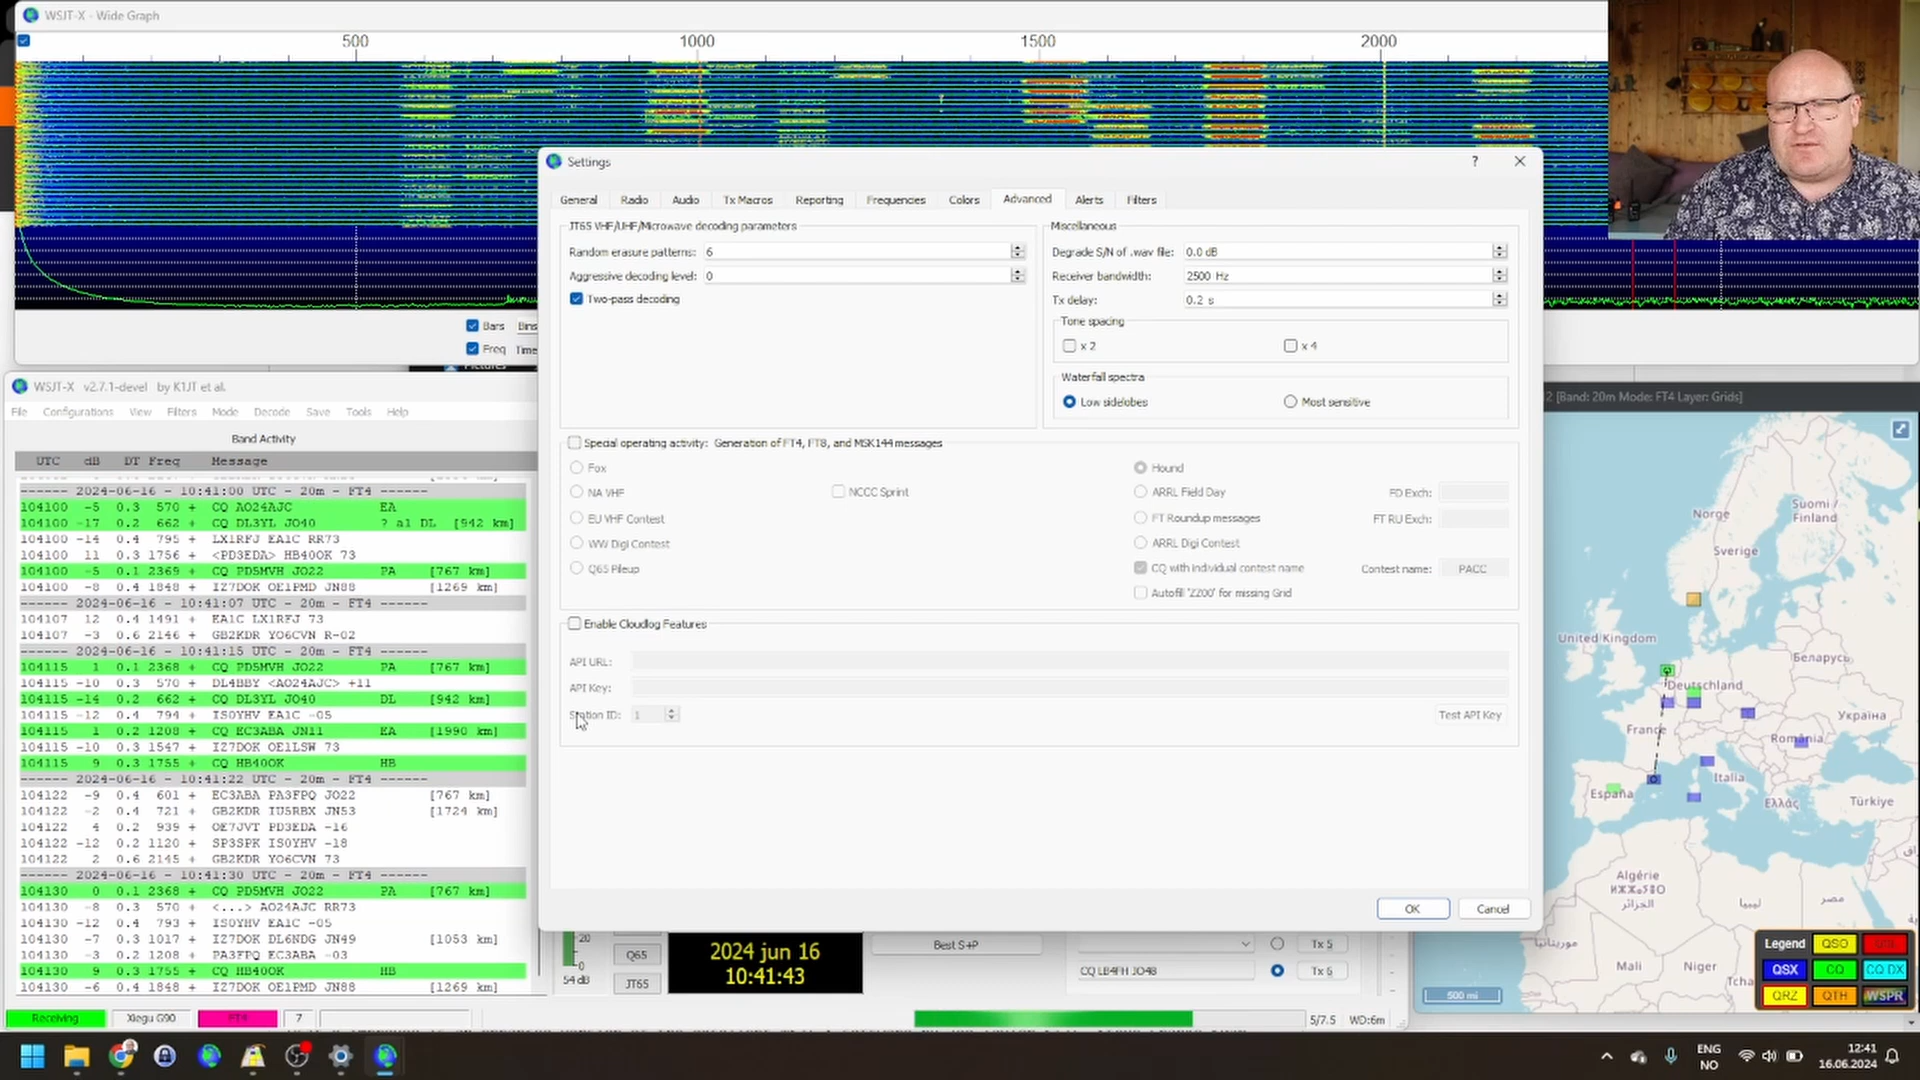 WSJT-X - Wide Graph
500
1000
1500
2000
Bars
Bins
Freq
Time
Pictures
Settings
?
General
Radio
Audio
Tx Macros
Reporting
Frequencies
Colors
Advanced
Alerts
Filters
JT65 VHF/UHF/Microwave decoding parameters
Random erasure patterns: 6
Aggressive decoding level: 0
Two-pass decoding
Miscellaneous
Degrade S/N of .wav file: 0.0 dB
Receiver bandwidth: 2500 Hz
Tx delay: 0.2 s
Tone spacing
x 2
x 4
Waterfall spectra
Low sidelobes
Most sensitive
Special operating activity: Generation of FT4, FT8, and MSK144 messages
Fox
Hound
NA VHF
NCCC Sprint
ARRL Field Day
FD Exch:
EU VHF Contest
FT Roundup messages
FT RU Exch:
WW Digi Contest
ARRL Digi Contest
Q65 Pileup
CQ with individual contest name
Contest name: PACC
Autofill 'ZZ00' for missing Grid
Enable Cloudlog Features
API URL:
API Key:
Station ID: 1
Test API Key
OK
Cancel
WSJT-X v2.7.1-devel by K1JT et al.
File Configurations View Filters Mode Decode Save Tools Help
Band Activity
UTC dB DT Freq Message
------ 2024-06-16 - 10:41:00 UTC - 20m - FT4 ------
104100 -5 0.3 570 + CQ AO24AJC EA
104100 -17 0.2 662 + CQ DL3YL JO40 ? a1 DL [942 km]
104100 -14 0.4 795 + LX1RFJ EA1C RR73
104100 11 0.3 1756 + <PD3EDA> HB40OK 73
104100 -5 0.1 2369 + CQ PD5MVH JO22 PA [767 km]
104100 -8 0.4 1848 + IZ7DOK OE1PMD JN88 [1269 km]
------ 2024-06-16 - 10:41:07 UTC - 20m - FT4 ------
104107 12 0.4 1491 + EA1C LX1RFJ 73
104107 -3 0.6 2146 + GB2KDR YO6CVN R-02
------ 2024-06-16 - 10:41:15 UTC - 20m - FT4 ------
104115 1 0.1 2368 + CQ PD5MVH JO22 PA [767 km]
104115 -10 0.3 570 + DL4BBY <AO24AJC> +11
104115 -14 0.2 662 + CQ DL3YL JO40 DL [942 km]
104115 -12 0.4 794 + IS0YHV EA1C -05
104115 1 0.2 1208 + CQ EC3ABA JN11 EA [1990 km]
104115 -10 0.3 1547 + IZ7DOK OE1LSW 73
104115 9 0.3 1755 + CQ HB40OK HB
------ 2024-06-16 - 10:41:22 UTC - 20m - FT4 ------
104122 -9 0.4 601 + EC3ABA PA3FPQ JO22 [767 km]
104122 -2 0.4 721 + GB2KDR IU5RBX JN53 [1724 km]
104122 4 0.2 939 + OE7JVT PD3EDA -16
104122 -12 0.2 1120 + SP3SPK IS0YHV -18
104122 2 0.6 2145 + GB2KDR YO6CVN 73
------ 2024-06-16 - 10:41:30 UTC - 20m - FT4 ------
104130 0 0.1 2368 + CQ PD5MVH JO22 PA [767 km]
104130 -8 0.3 570 + <...> AO24AJC RR73
104130 -12 0.4 793 + IS0YHV EA1C -05
104130 -7 0.3 1017 + IZ7DOK DL6NDG JN49 [1053 km]
104130 -3 0.2 1208 + PA3FPQ EC3ABA -03
104130 9 0.3 1755 + CQ HB40OK HB
104130 -6 0.4 1848 + IZ7DOK OE1PMD JN88 [1269 km]
Receiving
Xiegu G90
FT4
7
20
0
54 dB
Q65
JT65
2024 jun 16
10:41:43
Best S+P
Tx 5
CQ LB4FH JO48
Tx 6
5/7.5
WD:6m
[Band: 20m Mode: FT4 Layer: Grids]
Norge
Suomi /
Finland
Sverige
United Kingdom
Беларусь
Deutschland
Україна
France
România
Italia
España
Ελλάς
Türkiye
Algérie
ⵍⵣⵣⴰⵢⴻⵔ
الجزائر
ليبيا
مصر
موريتانيا
Mali
Niger
500 mi
Legend
QSO
QSX
CQ
CQ DX
QRZ
QTH
WSPR
ENG
NO
12:41
16.06.2024